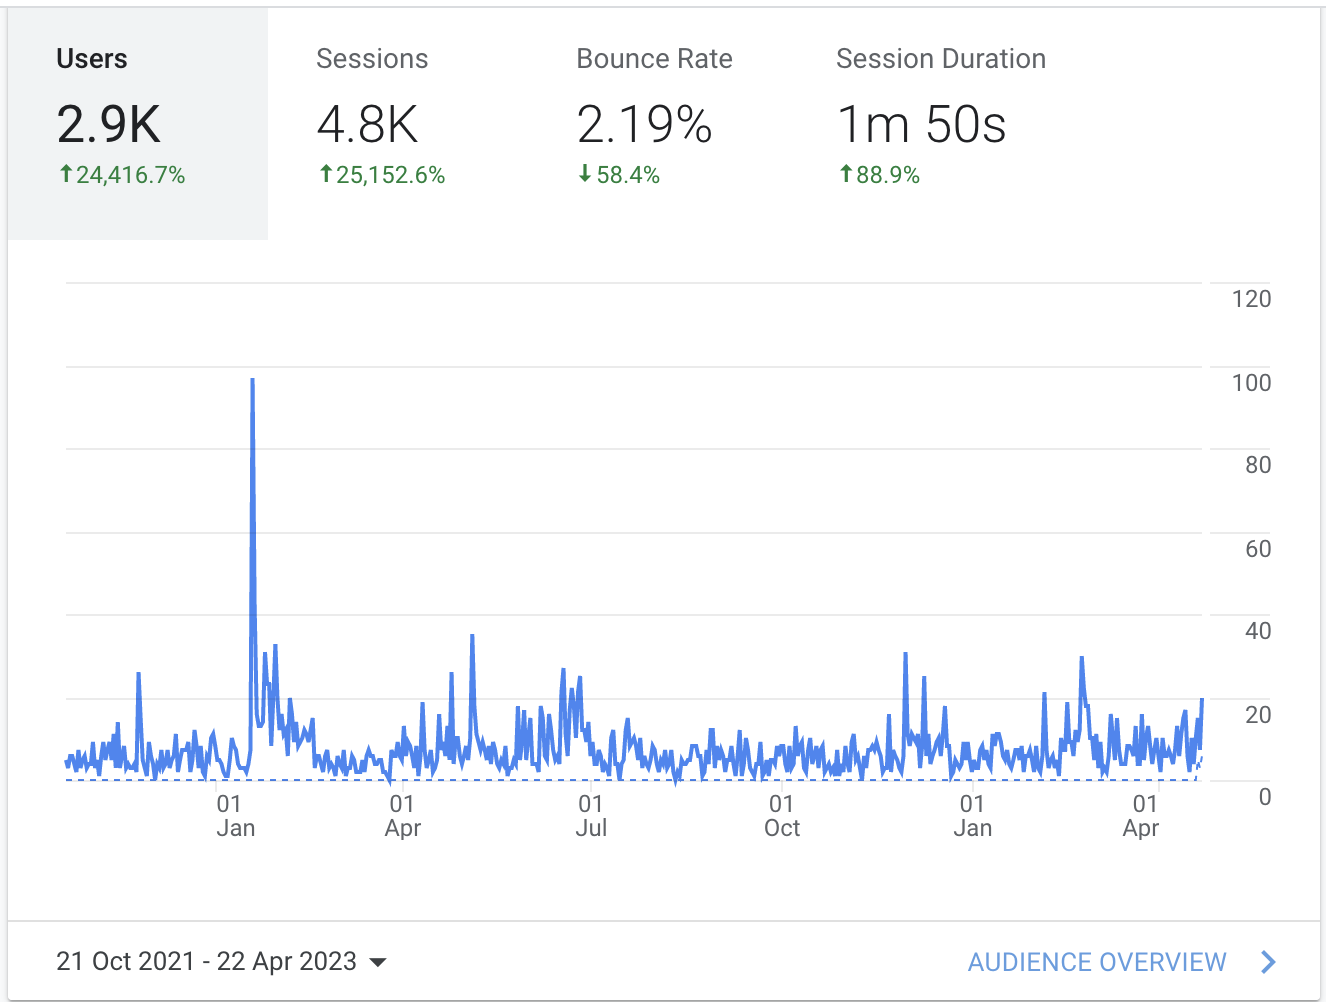 Users
2.9K
↑24,416.7%
Sessions
4.8K
↑25,152.6%
Bounce Rate
2.19%
↓58.4%
Session Duration
1m 50s
↑88.9%
120
100
80
60
40
20
0
01
Jan
01
Apr
01
Jul
01
Oct
01
Jan
01
Apr
21 Oct 2021 - 22 Apr 2023
AUDIENCE OVERVIEW